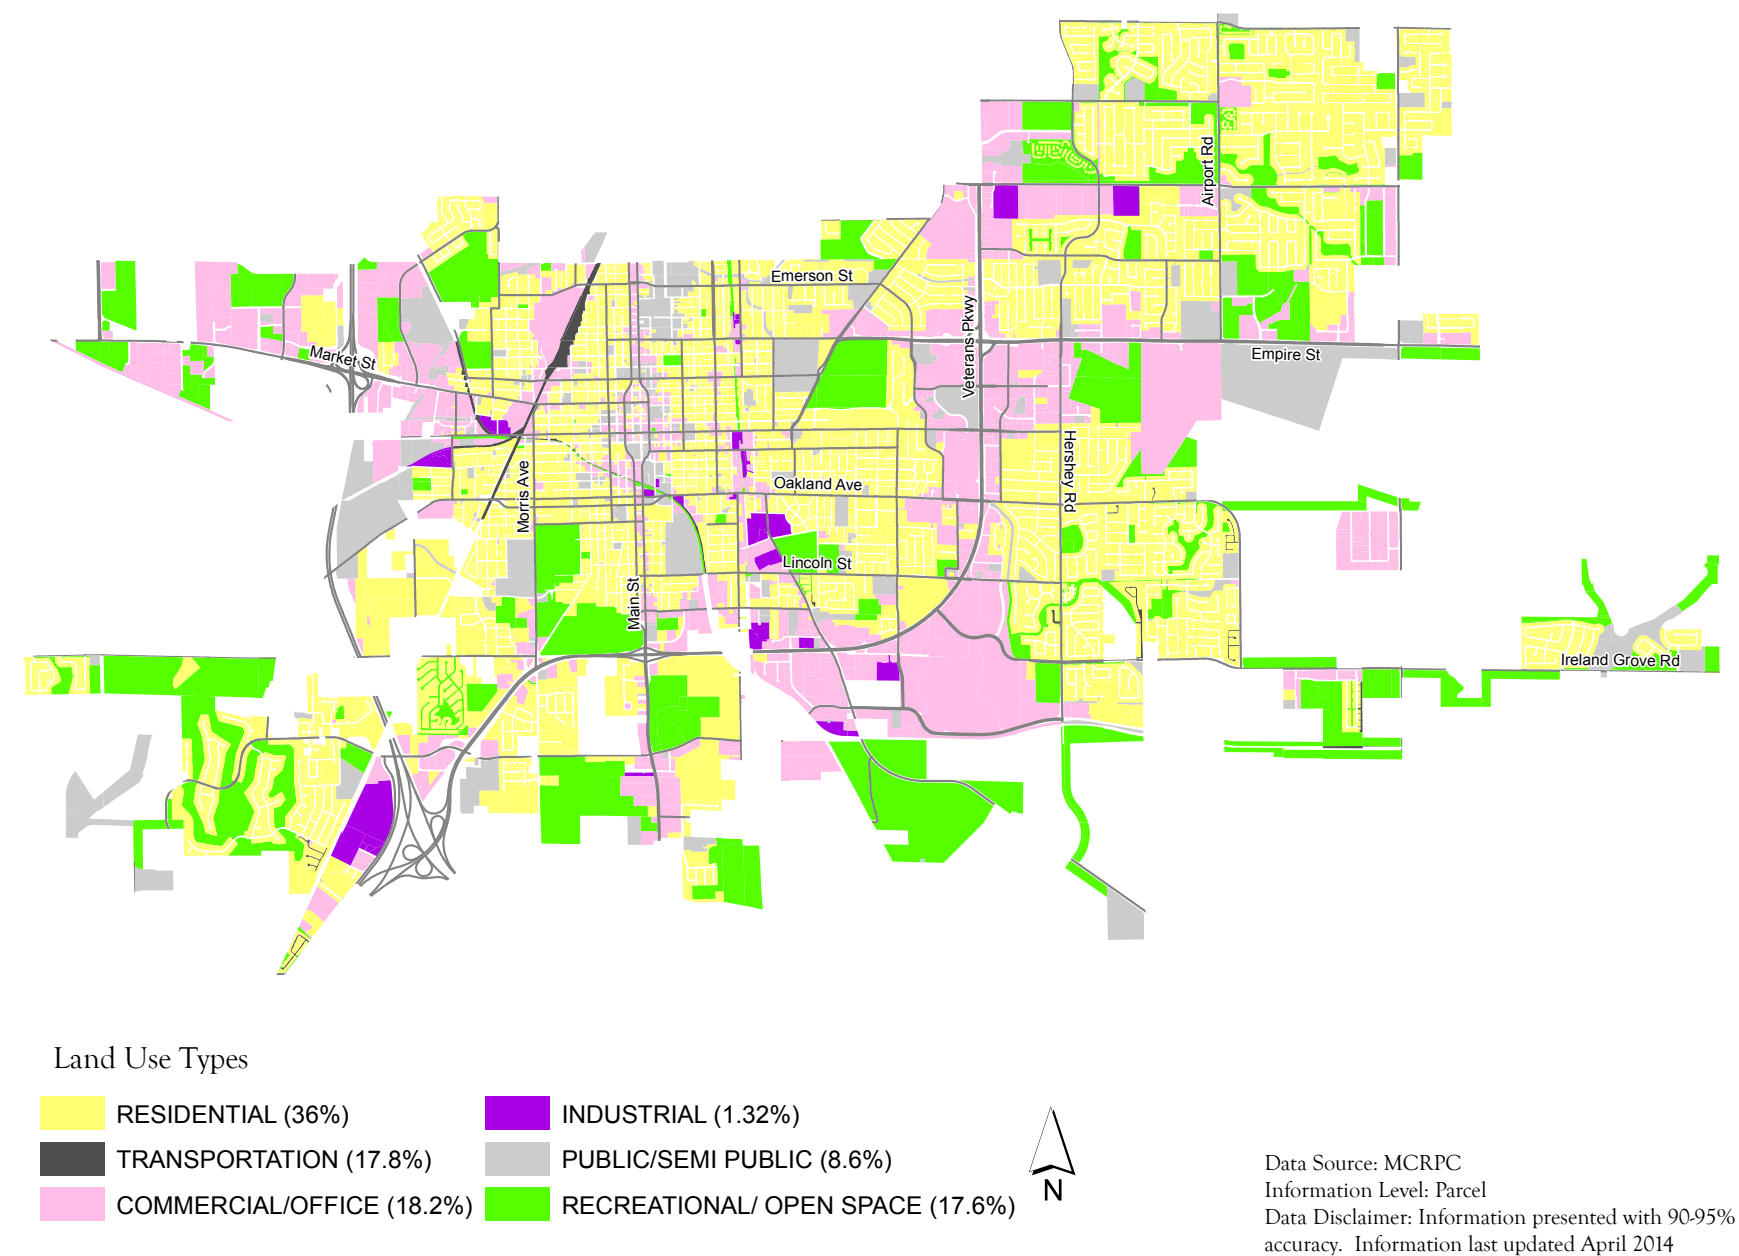 Airport Rd
Emerson St
Veterans Pkwy
Market St
Empire St
Hershey Rd
Morris Ave
Oakland Ave
Lincoln St
Main St
Ireland Grove Rd
Land Use Types
RESIDENTIAL (36%)
TRANSPORTATION (17.8%)
COMMERCIAL/OFFICE (18.2%)
INDUSTRIAL (1.32%)
PUBLIC/SEMI PUBLIC (8.6%)
RECREATIONAL/ OPEN SPACE (17.6%)
N
Data Source: MCRPC
Information Level: Parcel
Data Disclaimer: Information presented with 90-95%
accuracy.  Information last updated April 2014